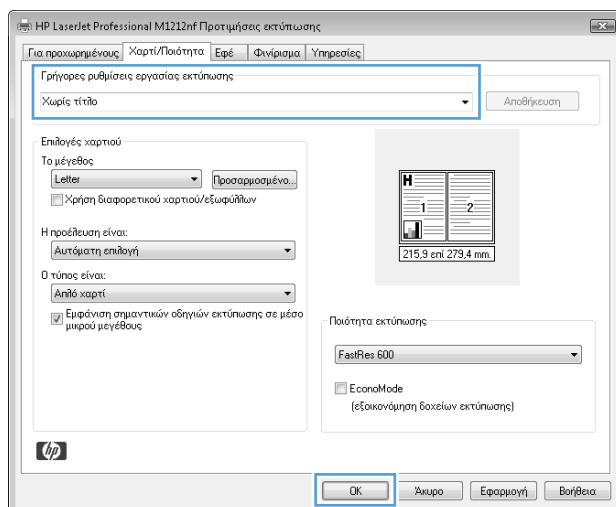 HP LaserJet Professional M1212nf Προτιμήσεις εκτύπωσης
Για προχωρημένους Χαρτί/Ποιότητα Εφέ Φινίρισμα Υπηρεσίες
Γρήγορες ρυθμίσεις εργασίας εκτύπωσης
Χωρίς τίτλο
Αποθήκευση
Επιλογές χαρτιού
Το μέγεθος
Letter
Προσαρμοσμένο...
Χρήση διαφορετικού χαρτιού/εξωφύλλων
Η προέλευση είναι:
Αυτόματη επιλογή
Ο τύπος είναι:
Απλό χαρτί
Εμφάνιση σημαντικών οδηγιών εκτύπωσης σε μέσο
μικρού μεγέθους
H
1 2
215,9 επί 279,4 mm.
Ποιότητα εκτύπωσης
FastRes 600
EconoMode
(εξοικονόμηση δοχείων εκτύπωσης)
hp
OK Άκυρο Εφαρμογή Βοήθεια